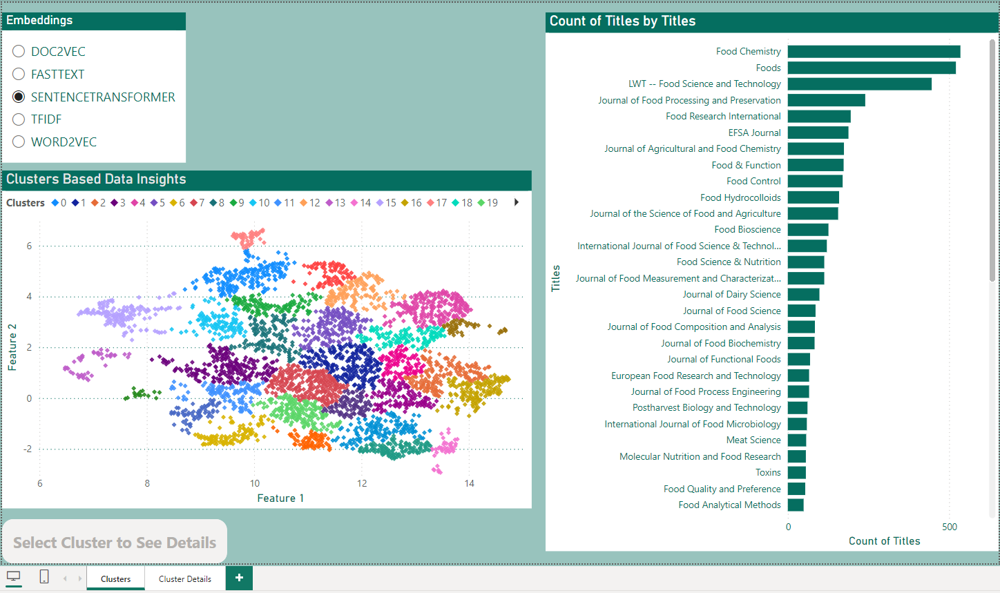 Embeddings
DOC2VEC
FASTTEXT
SENTENCETRANSFORMER
TFIDF
WORD2VEC
Clusters Based Data Insights
Clusters 0 1 2 3 4 5 6 7 8 9 10 11 12 13 14 15 16 17 18 19
6
4
2
0
-2
Feature 2
6 8 10 12 14
Feature 1
Select Cluster to See Details
Count of Titles by Titles
Food Chemistry
Foods
LWT -- Food Science and Technology
Journal of Food Processing and Preservation
Food Research International
EFSA Journal
Journal of Agricultural and Food Chemistry
Food & Function
Food Control
Food Hydrocolloids
Journal of the Science of Food and Agriculture
Food Bioscience
International Journal of Food Science & Technol...
Food Science & Nutrition
Journal of Food Measurement and Characterizat...
Journal of Dairy Science
Journal of Food Science
Journal of Food Composition and Analysis
Journal of Food Biochemistry
Journal of Functional Foods
European Food Research and Technology
Journal of Food Process Engineering
Postharvest Biology and Technology
International Journal of Food Microbiology
Meat Science
Molecular Nutrition and Food Research
Toxins
Food Quality and Preference
Food Analytical Methods
Titles
0 500
Count of Titles
Clusters Cluster Details +